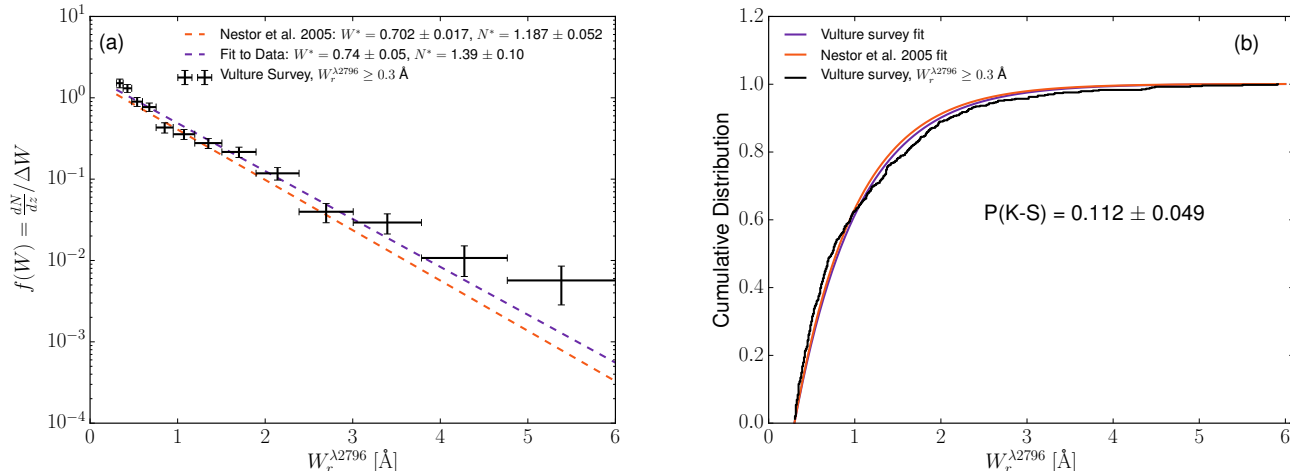 (a)
Nestor et al. 2005: W* = 0.702 ± 0.017, N* = 1.187 ± 0.052
Fit to Data: W* = 0.74 ± 0.05, N* = 1.39 ± 0.10
Vulture Survey, W_r^{λ2796} ≥ 0.3 Å
10^1
10^0
10^{-1}
10^{-2}
10^{-3}
10^{-4}
f(W) = \frac{dN}{dz}/ΔW
0 1 2 3 4 5 6
W_r^{λ2796} [Å]
(b)
Vulture survey fit
Nestor et al. 2005 fit
Vulture survey, W_r^{λ2796} ≥ 0.3 Å
P(K-S) = 0.112 ± 0.049
1.2
1.0
0.8
0.6
0.4
0.2
0.0
Cumulative Distribution
0 1 2 3 4 5 6
W_r^{λ2796} [Å]